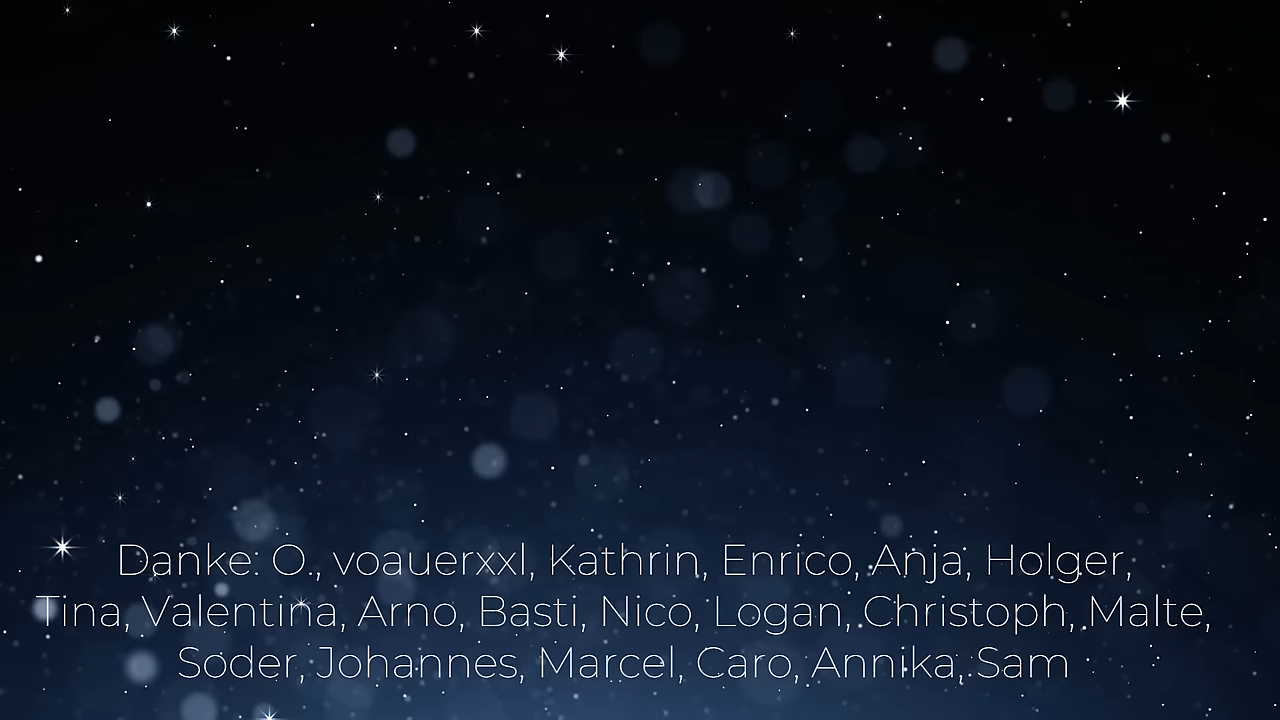 Danke: O., voauerxxl, Kathrin, Enrico, Anja, Holger,
Tina, Valentina, Arno, Basti, Nico, Logan, Christoph, Malte,
Söder, Johannes, Marcel, Caro, Annika, Sam